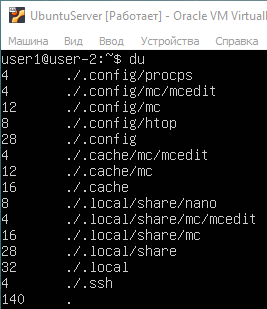 UbuntuServer [Работает] - Oracle VM Virtuall
Машина Просмотр Ввод Устройства Справка
user1@user-2:~$ du
4 ./.config/procps
4 ./.config/mc/mcedit
12 ./.config/mc
8 ./.config/htop
28 ./.config
4 ./.cache/mc/mcedit
12 ./.cache/mc
16 ./.cache
8 ./.local/share/nano
4 ./.local/share/mc/mcedit
16 ./.local/share/mc
28 ./.local/share
32 ./.local
4 ./.ssh
140 .